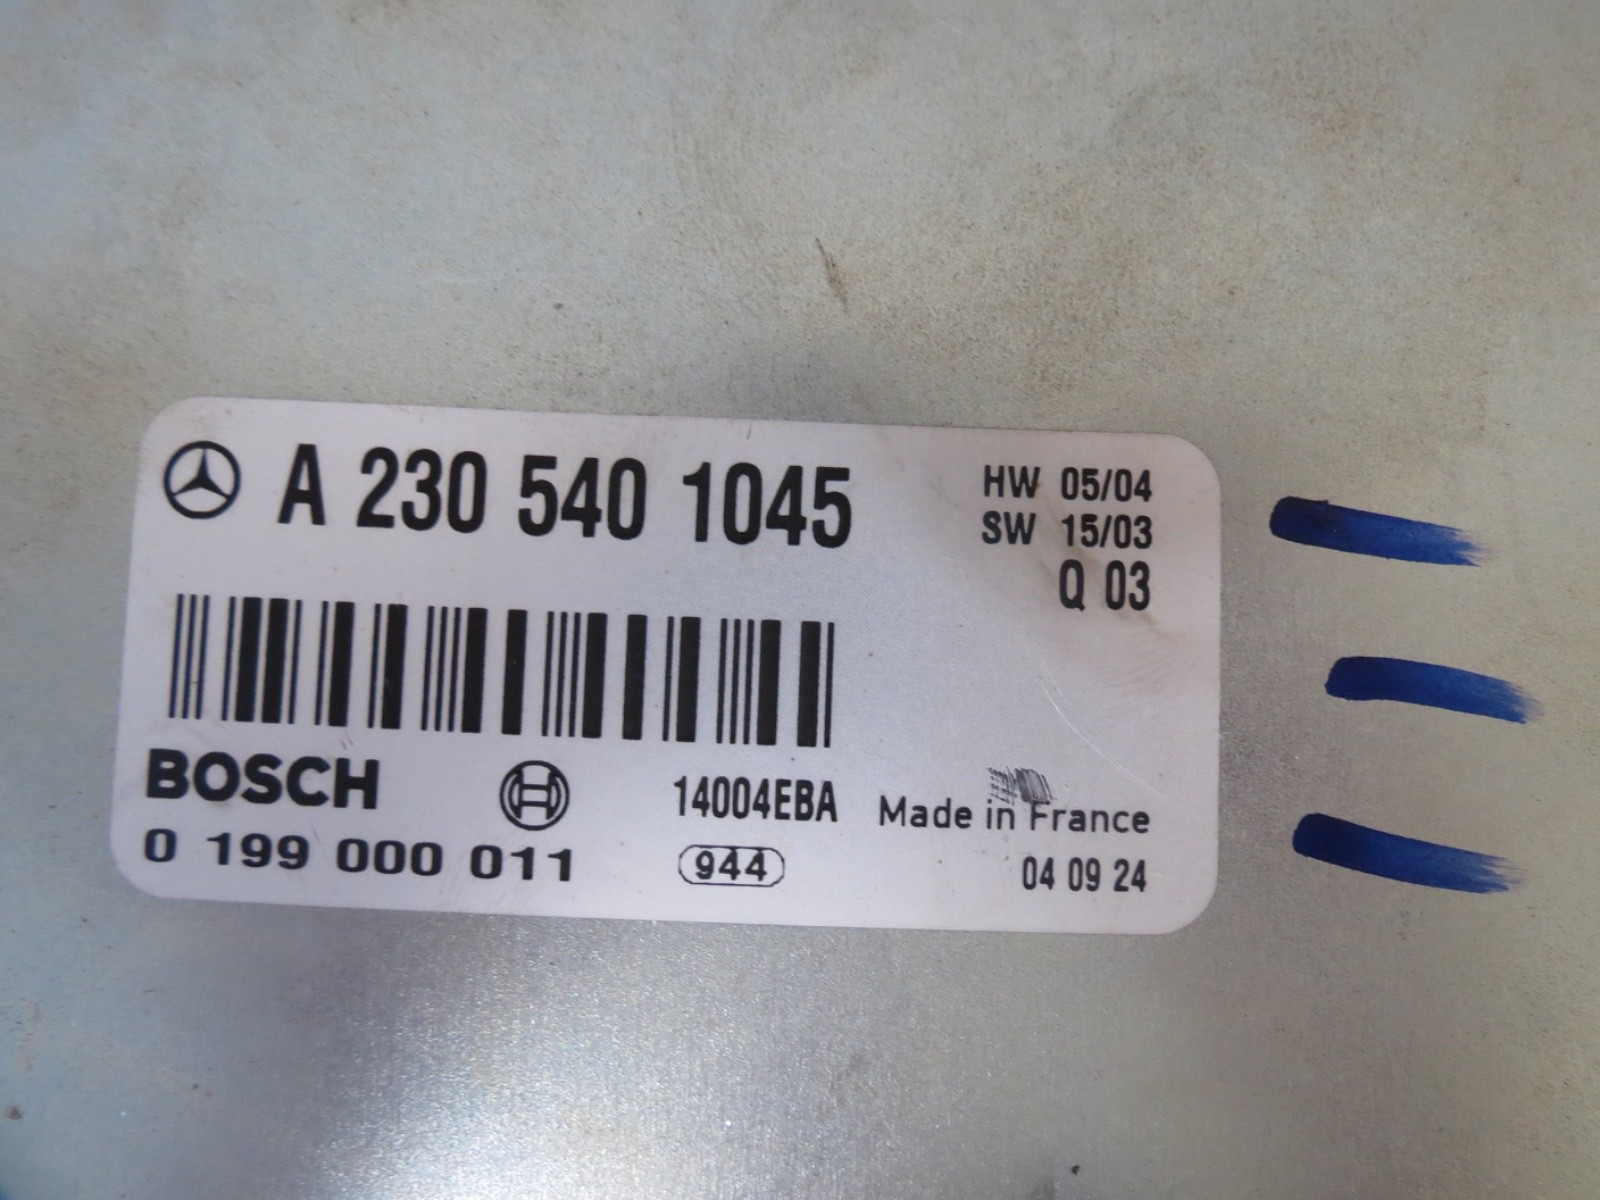 A 230 540 1045
HW 05/04
SW 15/03
Q 03
BOSCH
14004EBA
Made in France
0 199 000 011
944
04 09 24